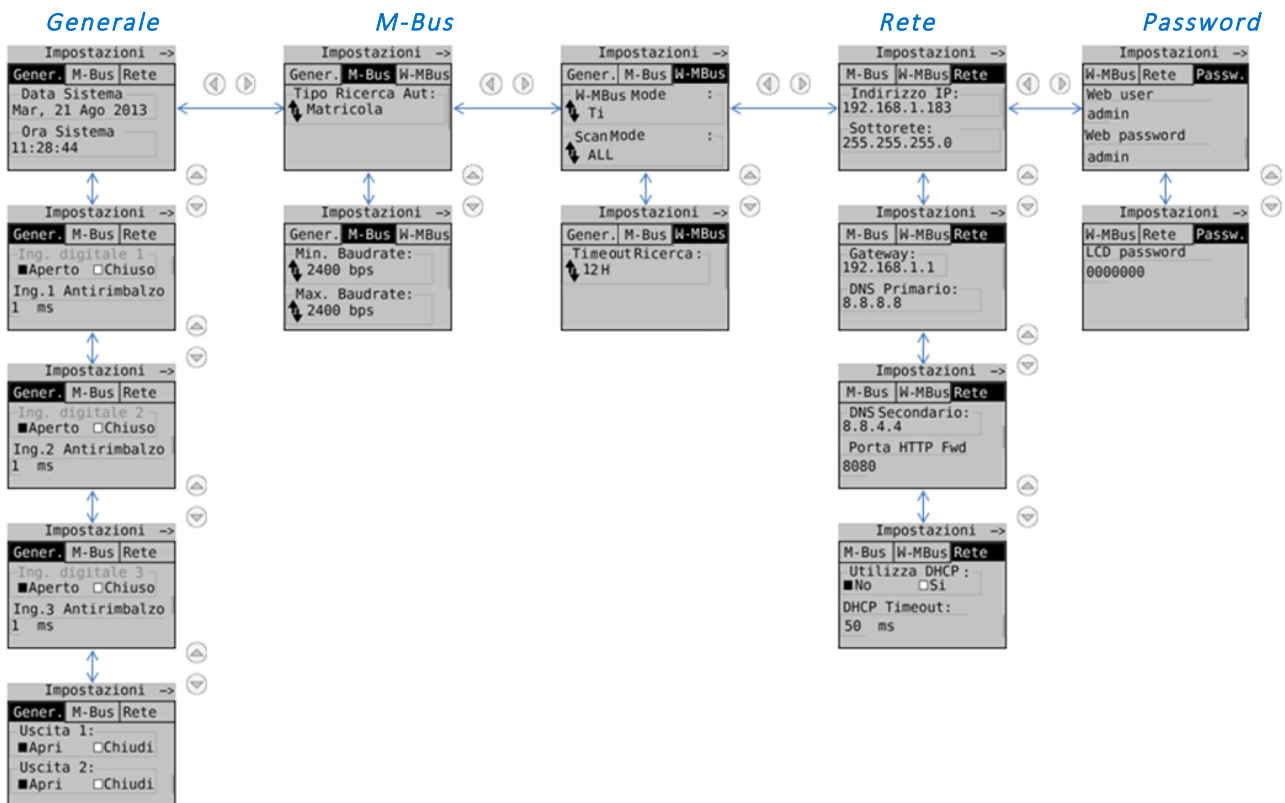 Generale
M-Bus
Rete
Password
Impostazioni ->
Gener. M-Bus Rete
Data Sistema
Mar, 21 Ago 2013
Ora Sistema
11:28:44
Impostazioni ->
Gener. M-Bus W-MBus
Tipo Ricerca Aut:
Matricola
Impostazioni ->
Gener. M-Bus W-MBus
W-MBus Mode :
Ti
Scan Mode :
ALL
Impostazioni ->
M-Bus W-MBus Rete
Indirizzo IP:
192.168.1.183
Sottorete:
255.255.255.0
Impostazioni ->
W-MBus Rete Passw.
Web user
admin
Web password
admin
Impostazioni ->
Gener. M-Bus Rete
Ing. digitale 1
Aperto Chiuso
Ing.1 Antirimbalzo
1 ms
Impostazioni ->
Gener. M-Bus W-MBus
Min. Baudrate:
2400 bps
Max. Baudrate:
2400 bps
Impostazioni ->
Gener. M-Bus W-MBus
Timeout Ricerca:
12 H
Impostazioni ->
M-Bus W-MBus Rete
Gateway:
192.168.1.1
DNS Primario:
8.8.8.8
Impostazioni ->
W-MBus Rete Passw.
LCD password
0000000
Impostazioni ->
Gener. M-Bus Rete
Ing. digitale 2
Aperto Chiuso
Ing.2 Antirimbalzo
1 ms
Impostazioni ->
M-Bus W-MBus Rete
DNS Secondario:
8.8.4.4
Porta HTTP Fwd
8080
Impostazioni ->
Gener. M-Bus Rete
Ing. digitale 3
Aperto Chiuso
Ing.3 Antirimbalzo
1 ms
Impostazioni ->
M-Bus W-MBus Rete
Utilizza DHCP :
No Si
DHCP Timeout:
50 ms
Impostazioni ->
Gener. M-Bus Rete
Uscita 1:
Apri Chiudi
Uscita 2:
Apri Chiudi